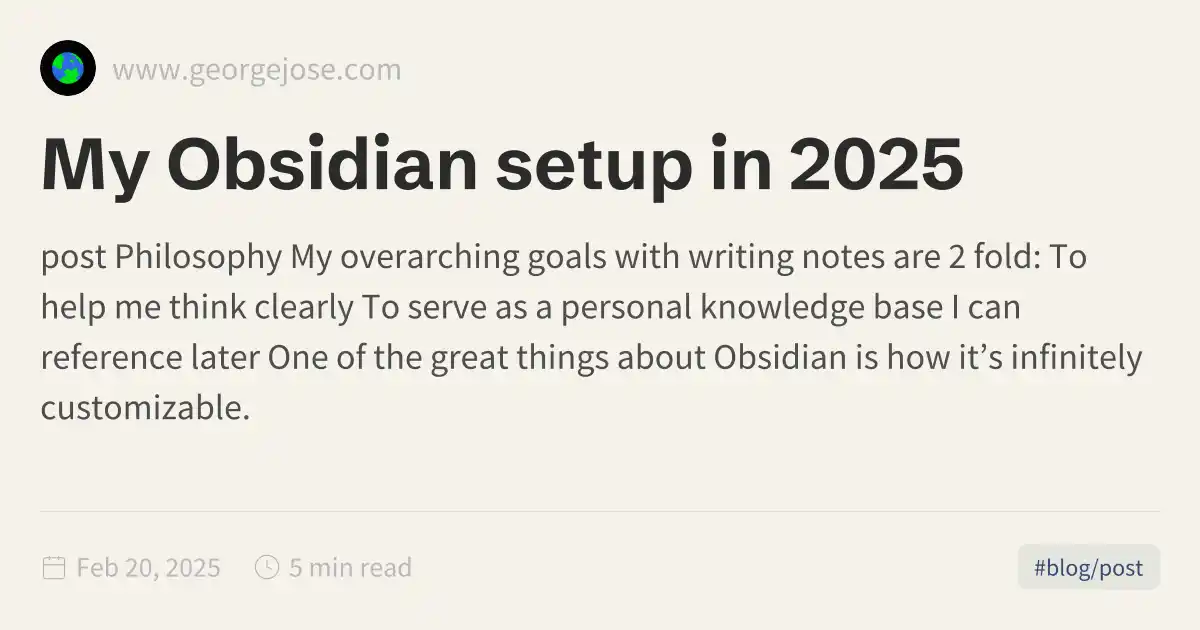 www.georgejose.com
My Obsidian setup in 2025
post Philosophy My overarching goals with writing notes are 2 fold: To
help me think clearly To serve as a personal knowledge base I can
reference later One of the great things about Obsidian is how it’s infinitely
customizable.
Feb 20, 2025
5 min read
#blog/post